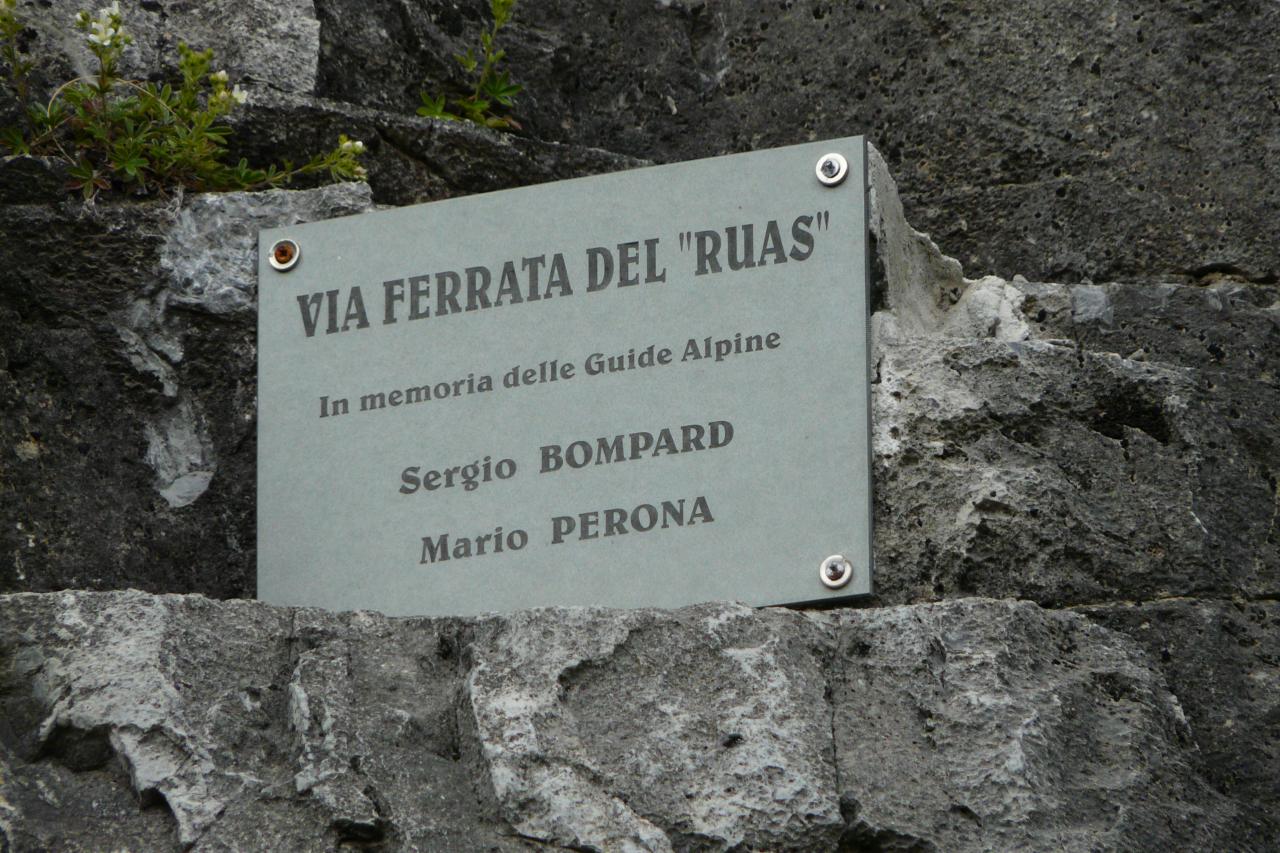 VIA FERRATA DEL "RUAS"
In memoria delle Guide Alpine
Sergio BOMPARD
Mario PERONA